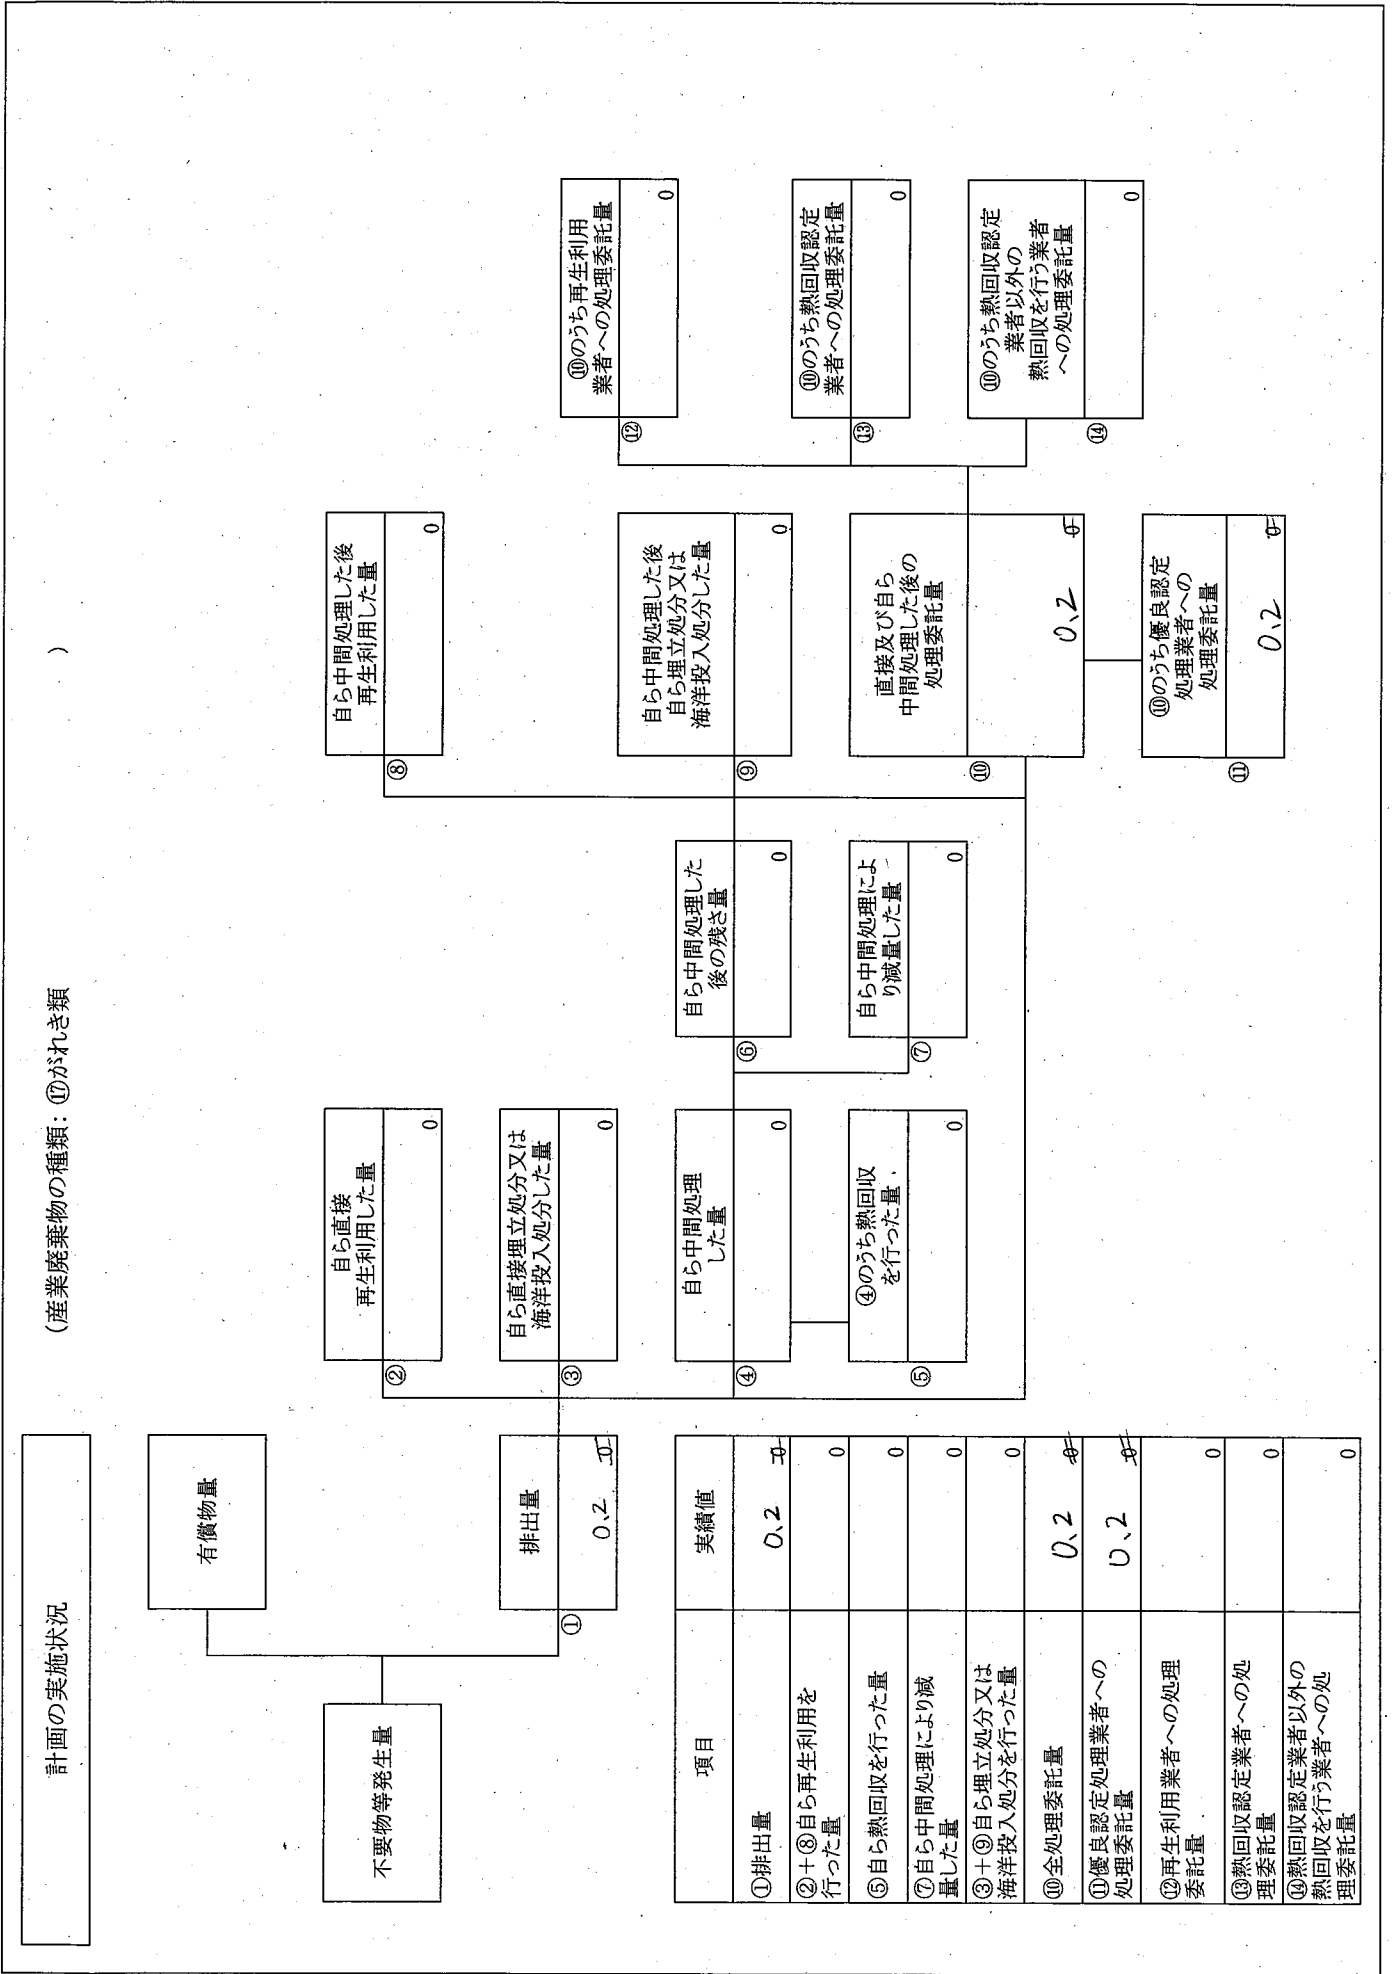 計画の実施状況
(産業廃棄物の種類：⑰がれき類
)
不要物等発生量
有償物量
①
排出量
0.2 0
②
自ら直接
再生利用した量
0
③
自ら直接埋立処分又は
海洋投入処分した量
0
④
自ら中間処理
した量
0
⑤
④のうち熱回収
を行った量
0
⑥
自ら中間処理した
後の残さ量
0
⑦
自ら中間処理によ
り減量した量
0
⑧
自ら中間処理した後
再生利用した量
0
⑨
自ら中間処理した後
自ら埋立処分又は
海洋投入処分した量
0
⑩
直接及び自ら
中間処理した後の
処理委託量
0.2 0
⑪
⑩のうち優良認定
処理業者への
処理委託量
0.2 0
⑫
⑩のうち再生利用
業者への処理委託量
0
⑬
⑩のうち熱回収認定
業者への処理委託量
0
⑭
⑩のうち熱回収認定
業者以外の
熱回収を行う業者
への処理委託量
0
項目 実績値
①排出量 0.2 0
②＋⑧自ら再生利用を
行った量 0
⑤自ら熱回収を行った量 0
⑦自ら中間処理により減
量した量 0
③＋⑨自ら埋立処分又は
海洋投入処分を行った量 0
⑩全処理委託量 0.2 0
⑪優良認定処理業者への
処理委託量 0.2 0
⑫再生利用業者への処理
委託量 0
⑬熱回収認定業者への処
理委託量 0
⑭熱回収認定業者以外の
熱回収を行う業者への処
理委託量 0